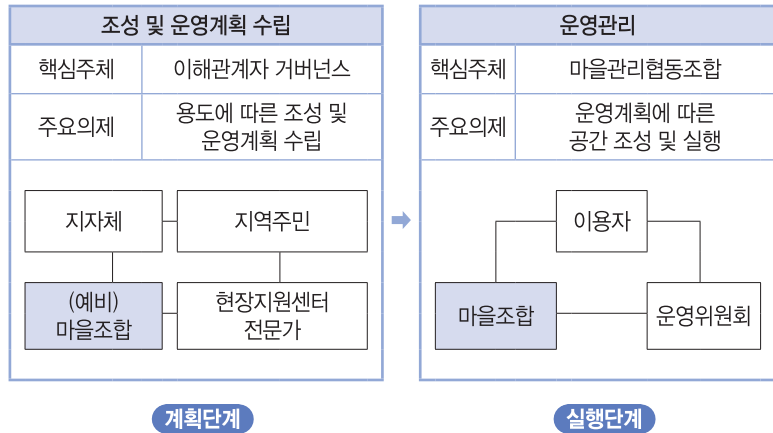 조성 및 운영계획 수립
핵심주체
이해관계자 거버넌스
주요의제
용도에 따른 조성 및
운영계획 수립
지자체
지역주민
(예비)
마을조합
현장지원센터
전문가
계획단계
운영관리
핵심주체
마을관리협동조합
주요의제
운영계획에 따른
공간 조성 및 실행
이용자
마을조합
운영위원회
실행단계